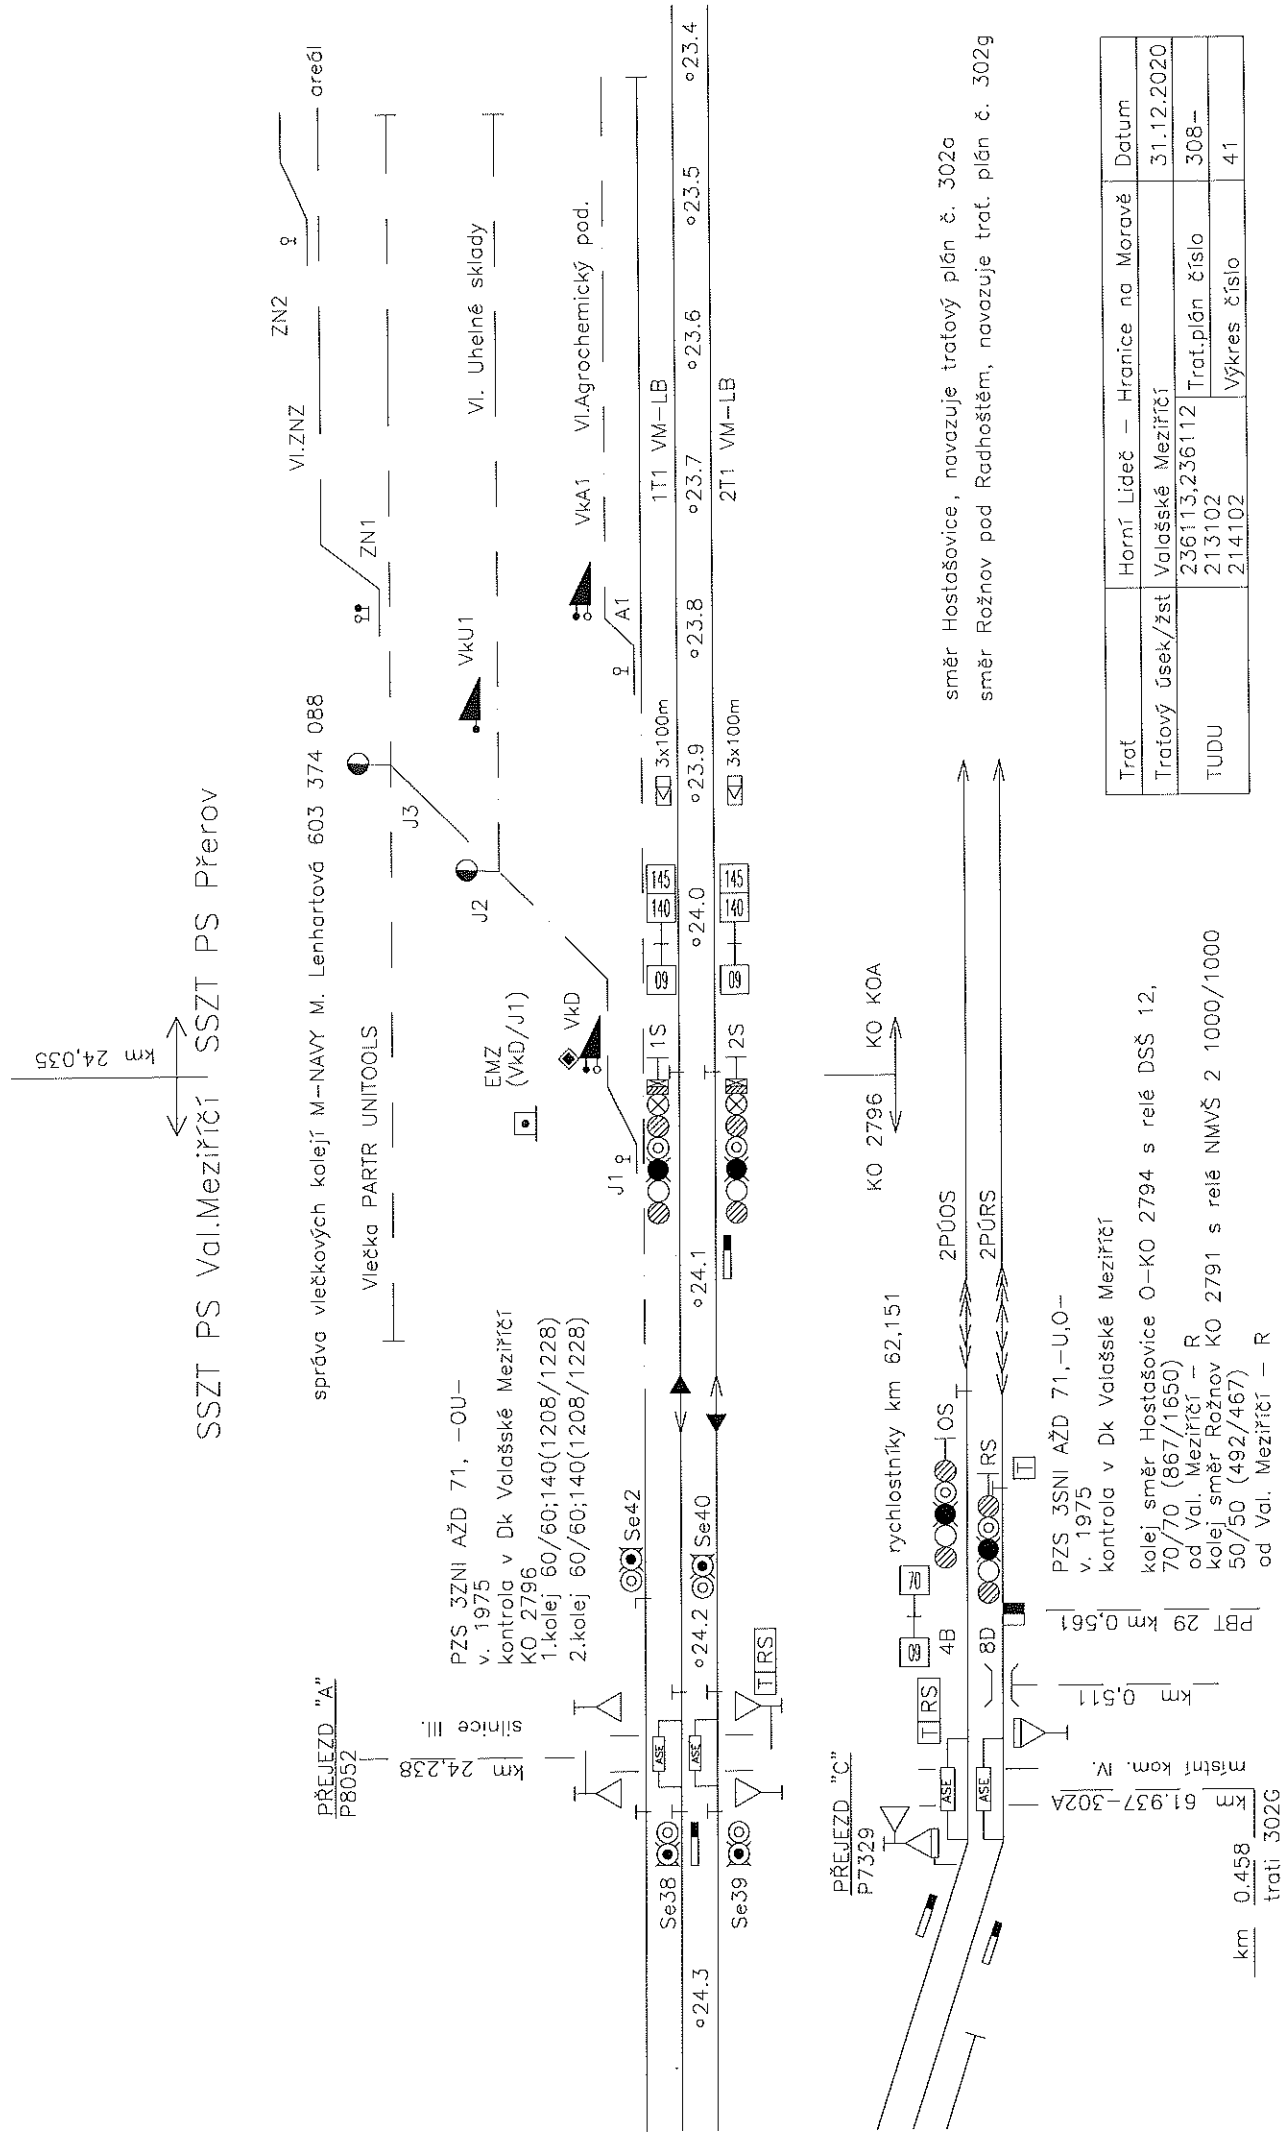 km 24,035
SSZT PS Val.Meziříčí
SSZT PS Přerov
správa vlečkových kolejí M-NAVY M. Lenhartová 603 374 088
Vlečka PARTR UNITOOLS
J3
J2
ZN1
Vl.ZNZ
ZN2
areál
VkU1
Vl. Uhelné sklady
VkA1
Vl.Agrochemický pod.
A1
EMZ
(VkD/J1)
VkD
J1
PŘEJEZD "A"
P8052
silnice III.
km 24,238
PZS 3ZNI AŽD 71, -OU-
v. 1975
kontrola v Dk Valašské Meziříčí
KO 2796
1.kolej 60/60;140(1208/1228)
2.kolej 60/60;140(1208/1228)
Se38
ASE
Se42
1S
09
140
145
3x100m
1T1 VM-LB
24.3
24.2
24.1
24.0
23.9
23.8
23.7
23.6
23.5
23.4
Se39
ASE
T RS
Se40
2S
09
140
145
3x100m
2T1 VM-LB
KO 2796
KO KOA
PŘEJEZD "C"
P7329
T RS
rychlostníky km 62,151
70
4B
OS
2PÚOS
směr Hostašovice, navazuje traťový plán č. 302a
ASE
ASE
8D
RS
2PÚRS
směr Rožnov pod Radhoštěm, navazuje trať. plán č. 302g
T
místní kom. IV.
km 61.937-302A
km 0.458
trati 302G
km 0,511
PBT 29 km 0,561
PZS 3SNI AŽD 71,-U,O-
v. 1975
kontrola v Dk Valašské Meziříčí
kolej směr Hostašovice O-KO 2794 s relé DSŠ 12,
70/70 (867/1650)
od Val. Meziříčí - R
kolej směr Rožnov KO 2791 s relé NMVŠ 2 1000/1000
50/50 (492/467)
od Val. Meziříčí - R
Trať
Horní Lideč - Hranice na Moravě
Datum
Traťový úsek/žst
Valašské Meziříčí
31.12.2020
TUDU
236113,236112
213102
214102
Trať.plán číslo
308-
Výkres číslo
41